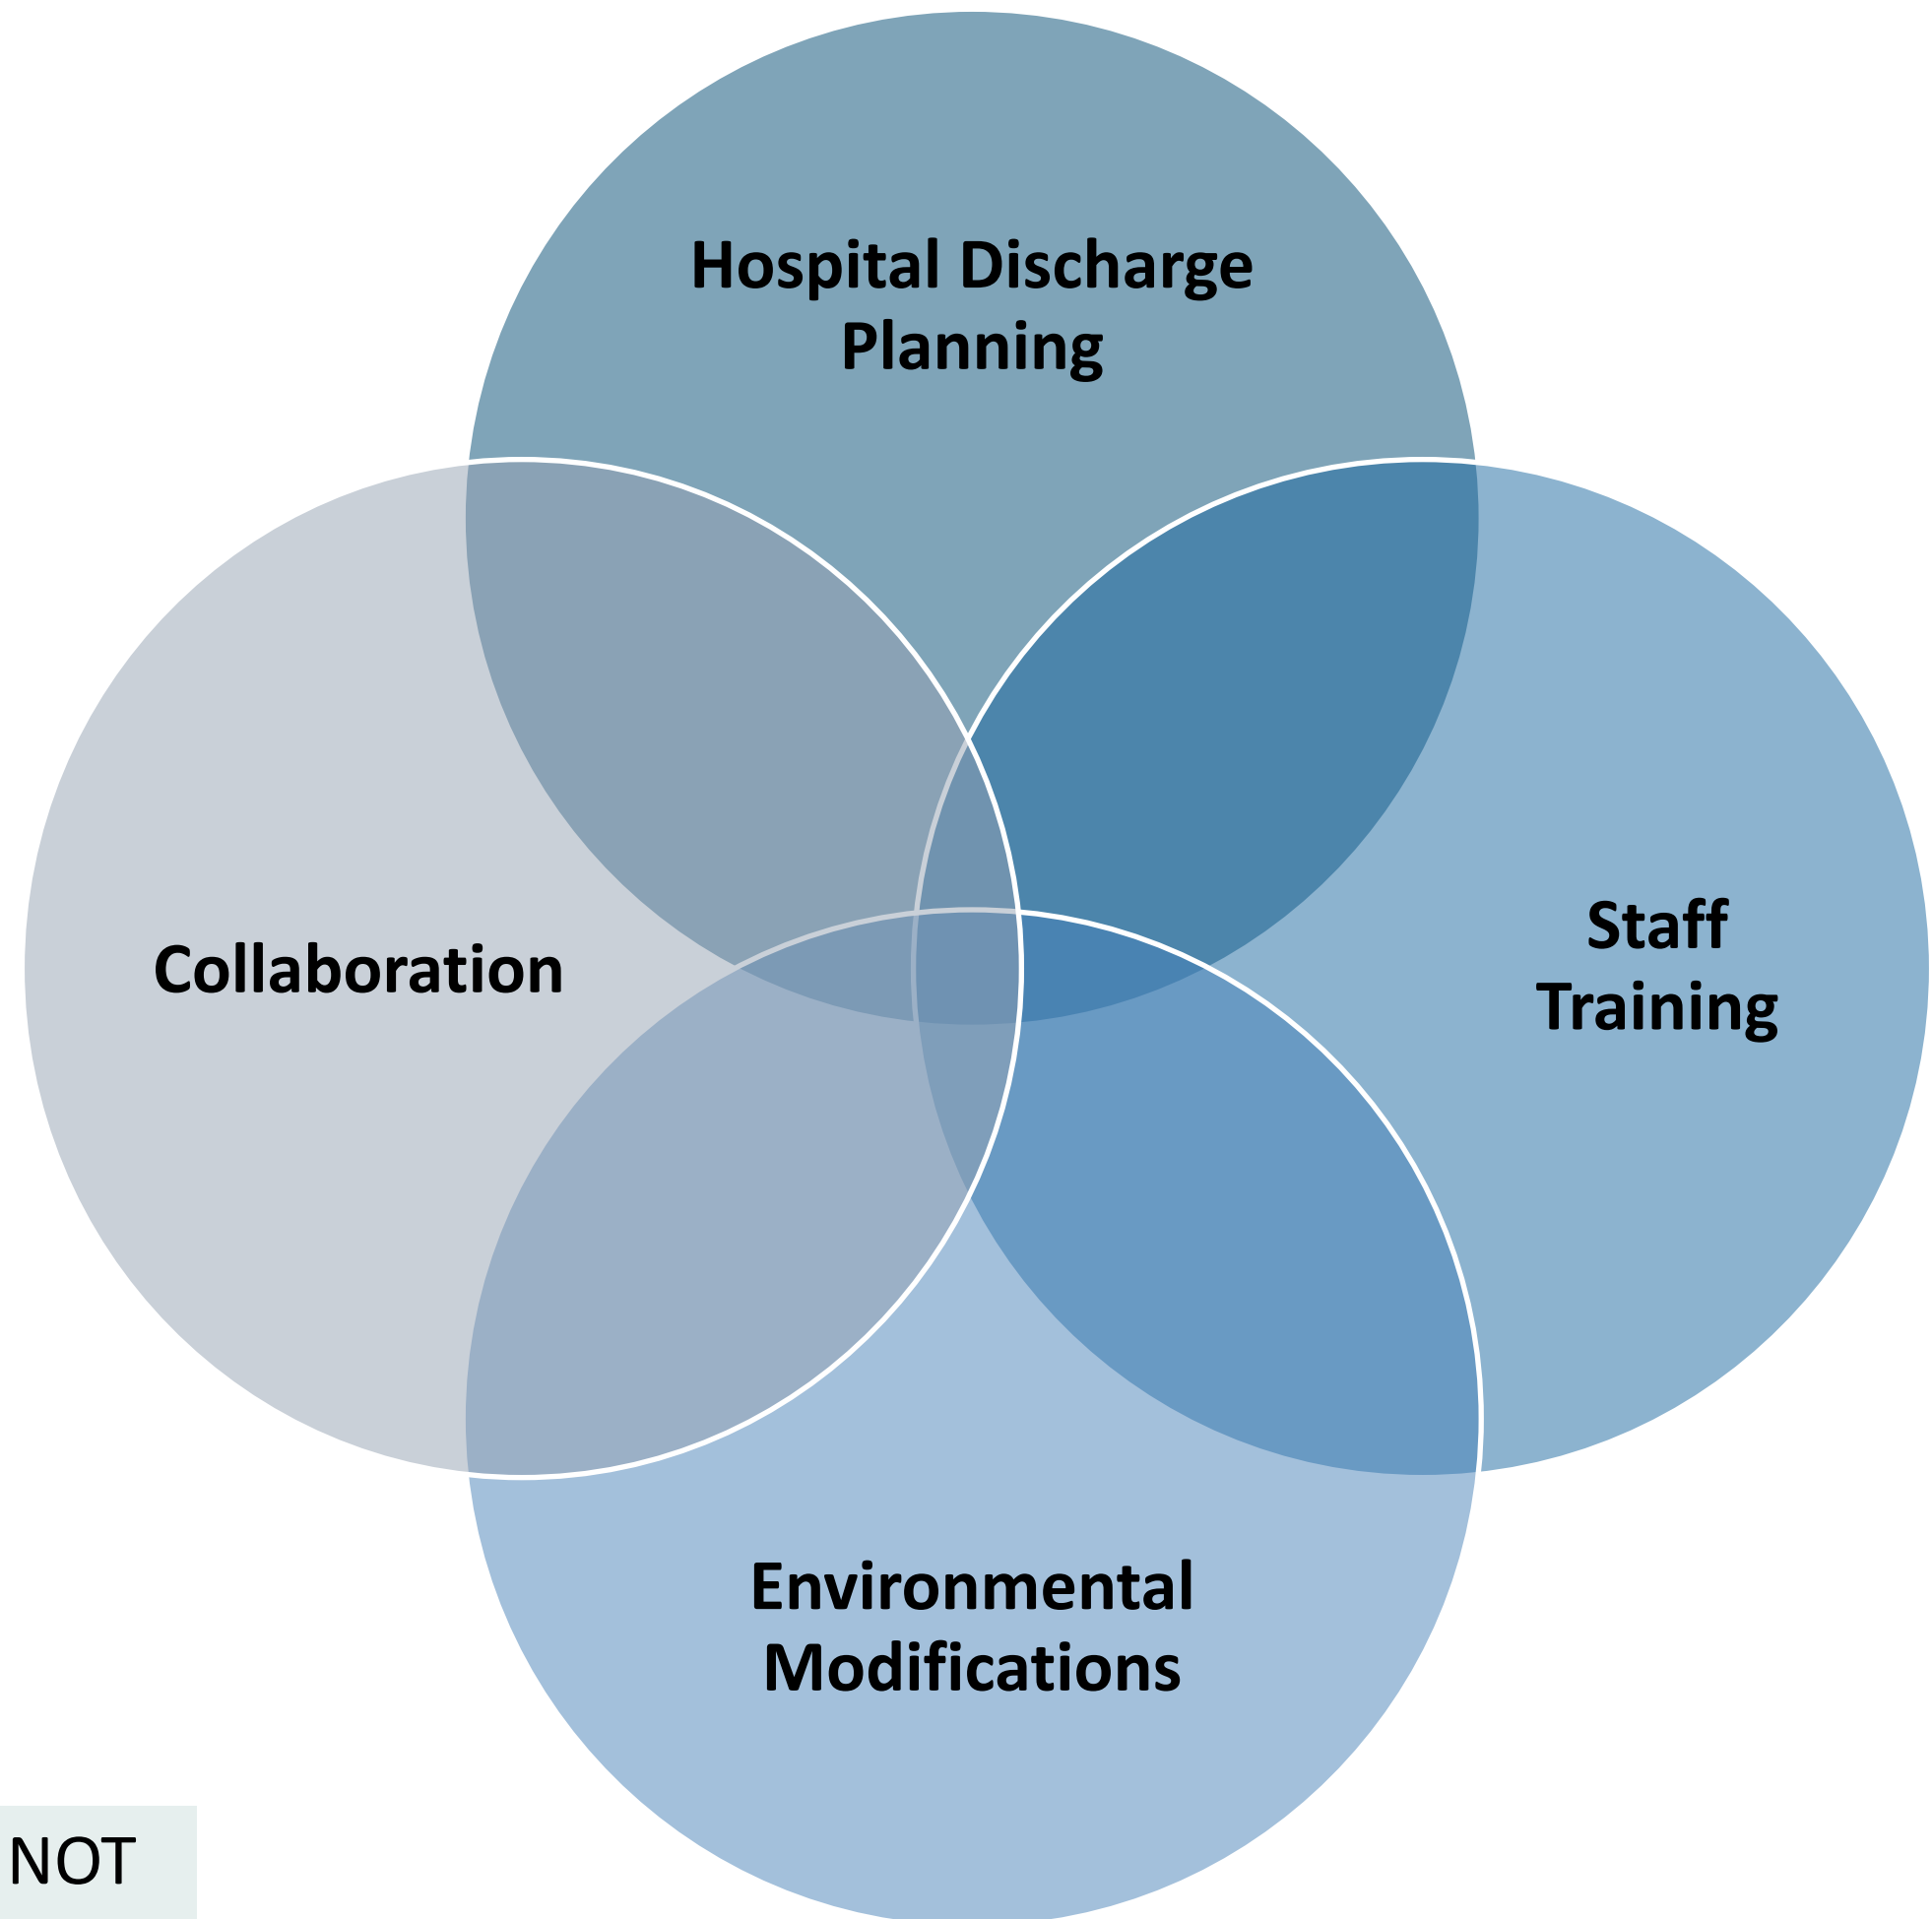 Hospital Discharge
Planning
Collaboration
Staff
Training
Environmental
Modifications
NOT